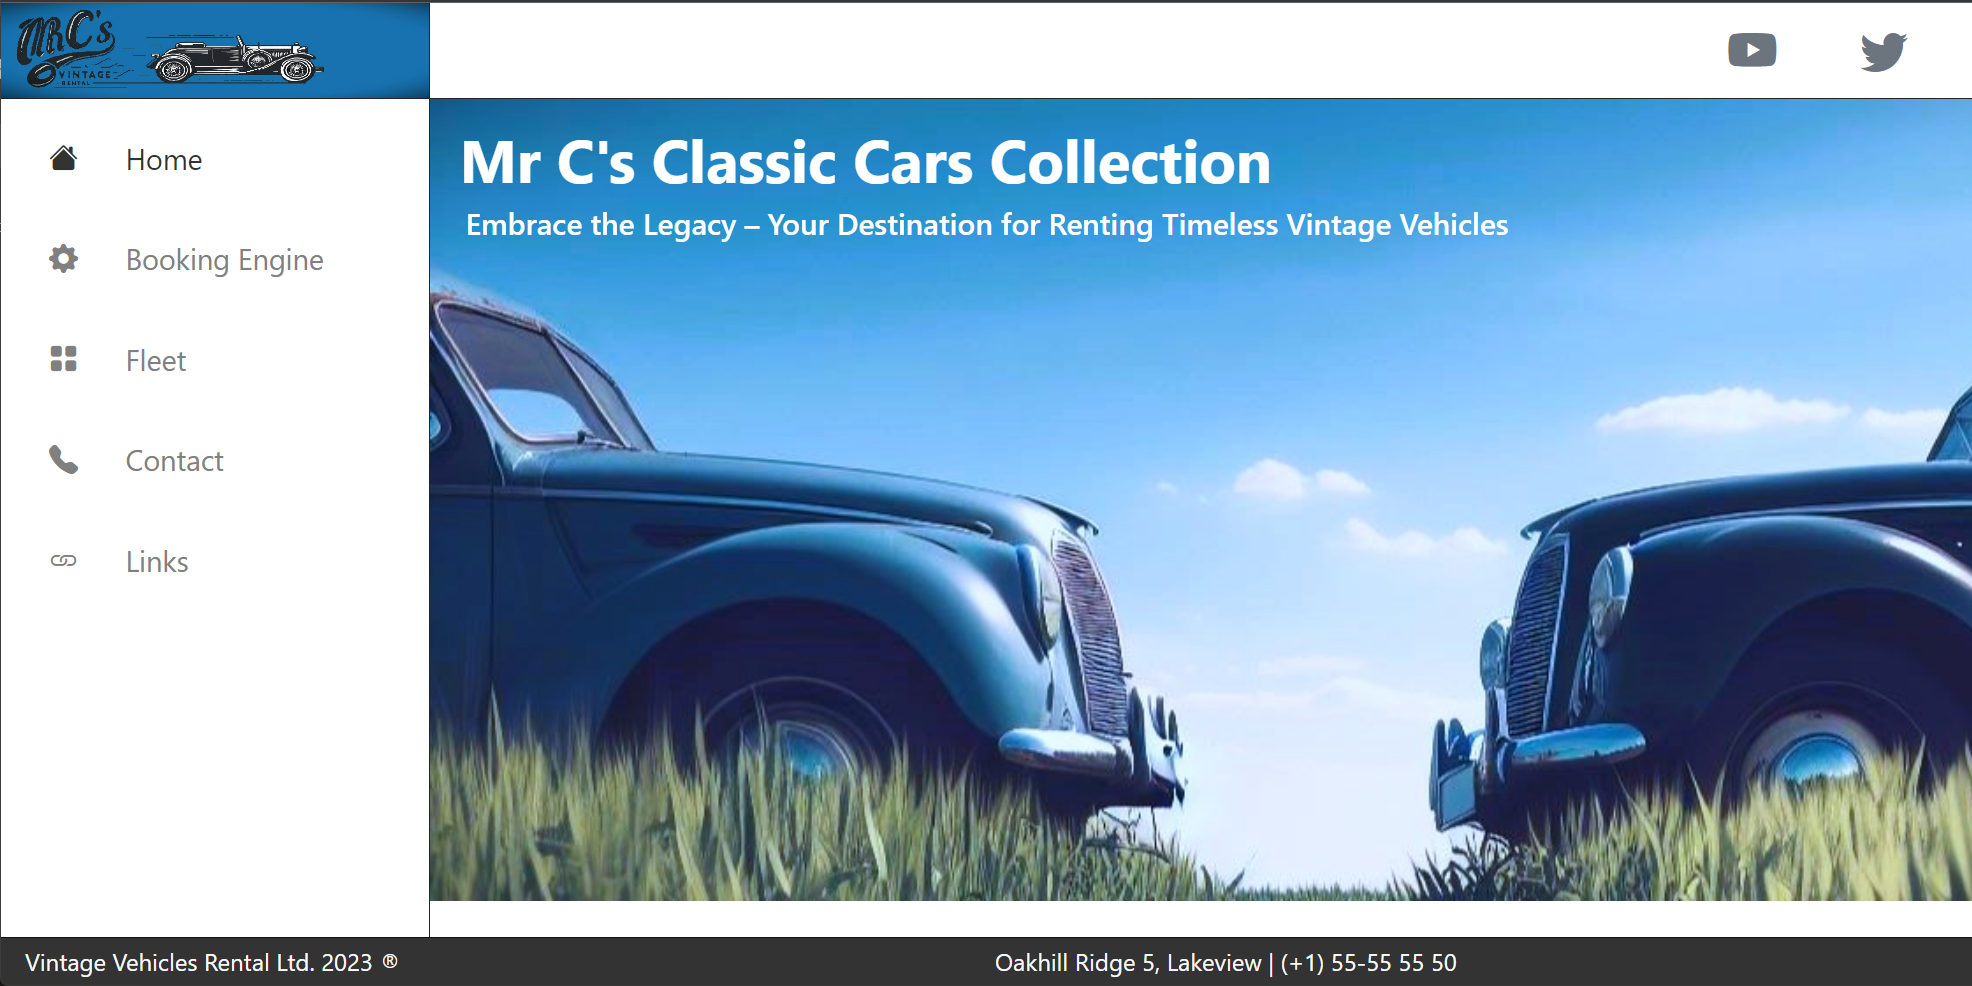 MR C's
VINTAGE
RENTAL
Home
Booking Engine
Fleet
Contact
Links
Mr C's Classic Cars Collection
Embrace the Legacy – Your Destination for Renting Timeless Vintage Vehicles
Vintage Vehicles Rental Ltd. 2023 ®
Oakhill Ridge 5, Lakeview | (+1) 55-55 55 50